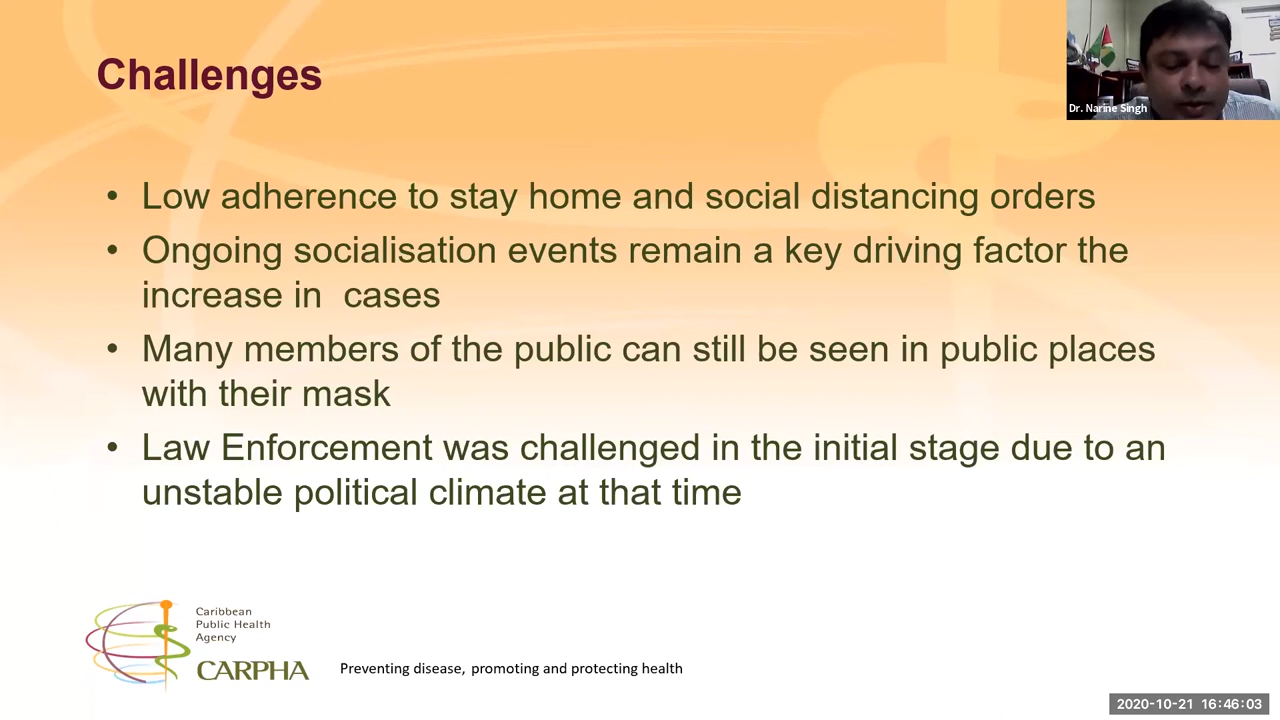 Challenges
Dr. Narine Singh
• Low adherence to stay home and social distancing orders
• Ongoing socialisation events remain a key driving factor the
increase in  cases
• Many members of the public can still be seen in public places
with their mask
• Law Enforcement was challenged in the initial stage due to an
unstable political climate at that time
Caribbean
Public Health
Agency
CARPHA
Preventing disease, promoting and protecting health
2020-10-21 16:46:03